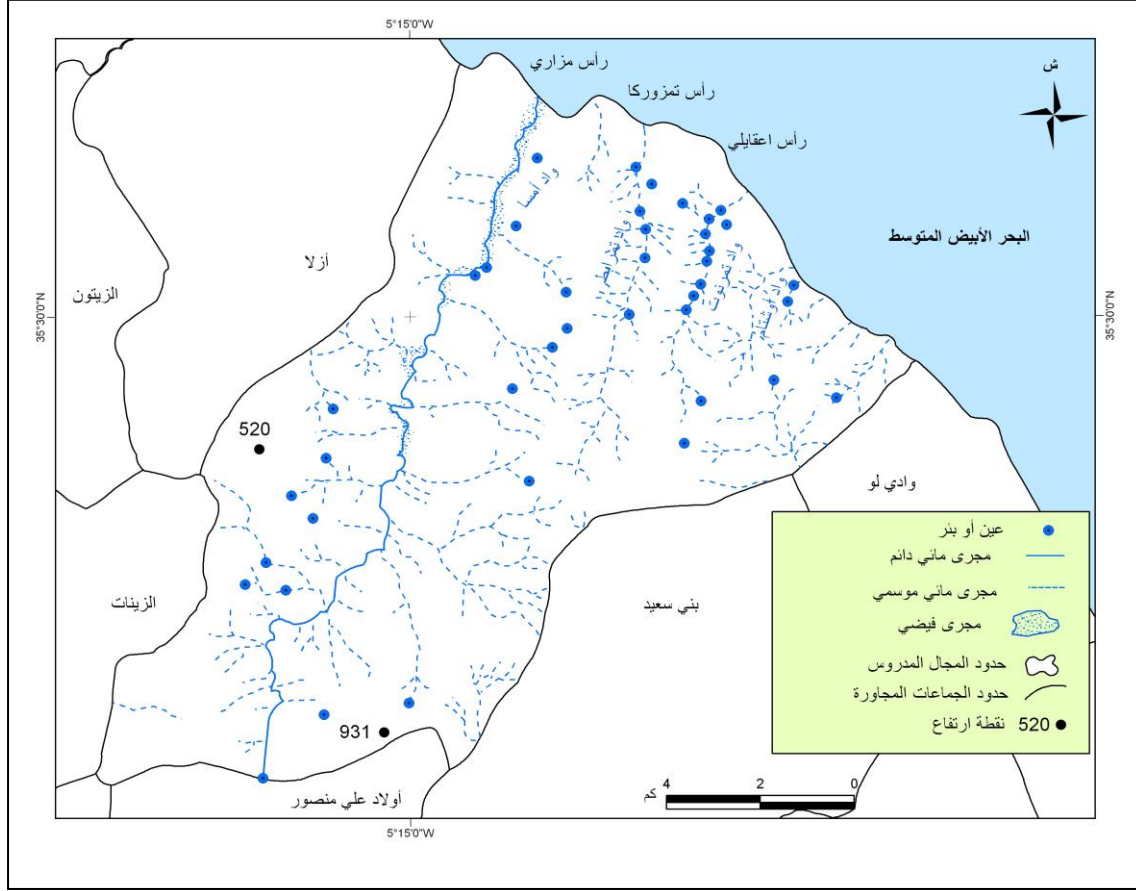 5°15'0"W
رأس مزاري
ش
رأس تمزوركا
رأس اعقايلي
واد أمسا
البحر الأبيض المتوسط
أزلا
الزيتون
35°30'0"N
35°30'0"N
520
وادي لو
الزينات
بني سعيد
931
أولاد علي منصور
عين أو بئر
مجرى مائي دائم
مجرى مائي موسمي
مجرى فيضي
حدود المجال المدروس
حدود الجماعات المجاورة
520 نقطة ارتفاع
4 2 0
كم
5°15'0"W